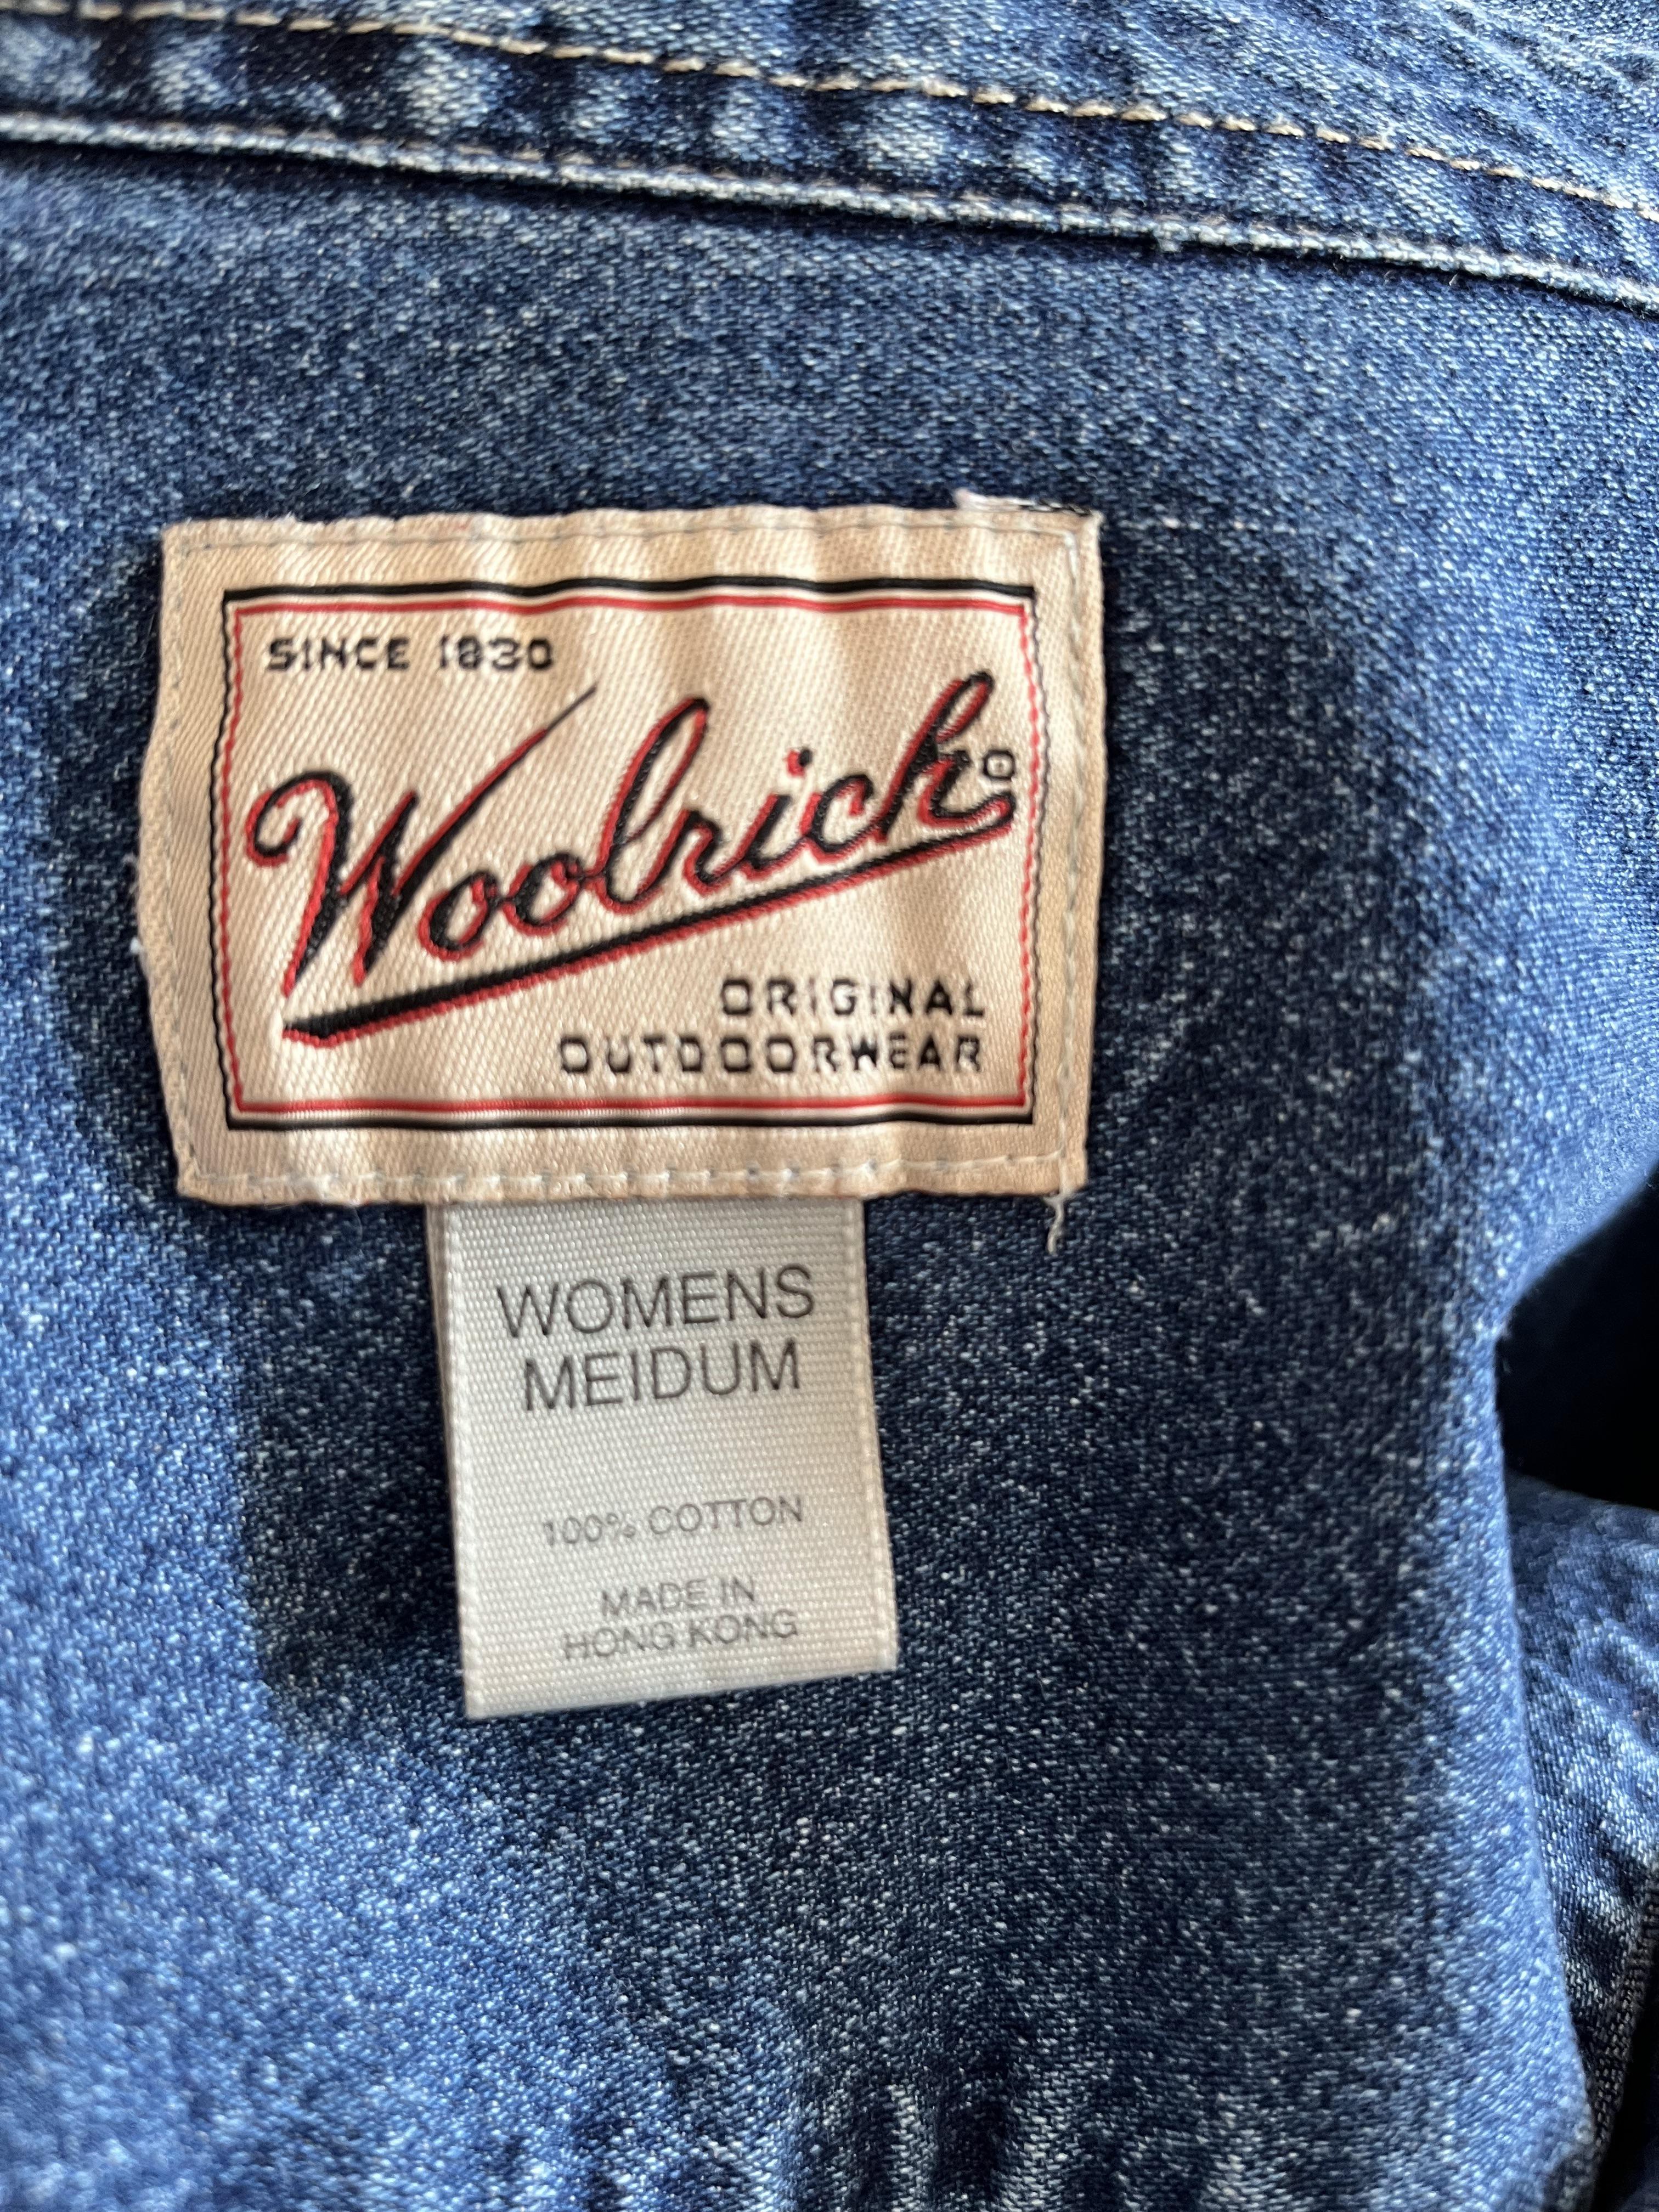 SINCE 1830
Woolrich®
ORIGINAL
OUTDOORWEAR
WOMENS
MEIDUM
100% COTTON
MADE IN
HONG KONG